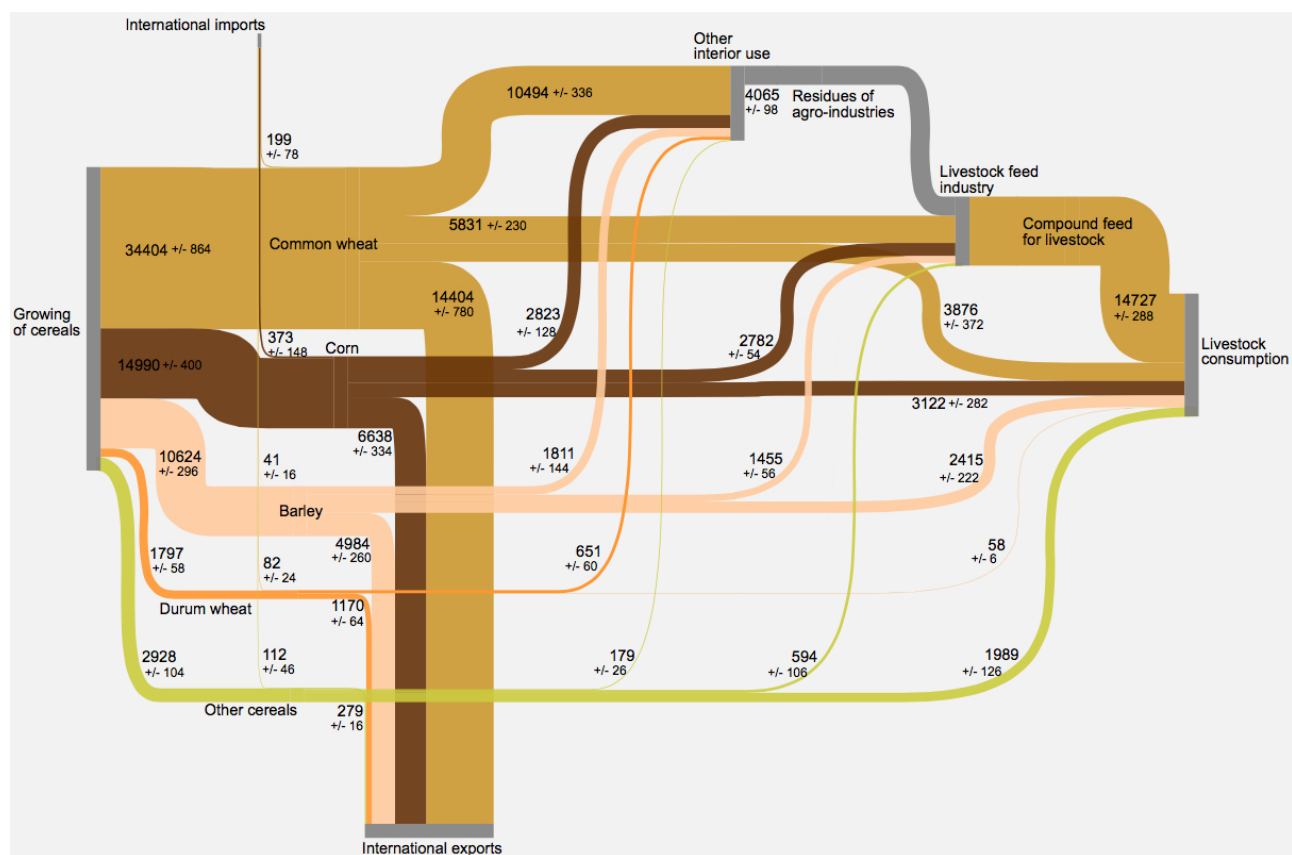 International imports
Other
interior use
10494 +/- 336
4065
+/- 98
Residues of
agro-industries
199
+/- 78
Livestock feed
industry
5831 +/- 230
Compound feed
for livestock
34404 +/- 864
Common wheat
Growing
of cereals
14404
+/- 780
2823
+/- 128
3876
+/- 372
14727
+/- 288
373
+/- 148
Corn
2782
+/- 54
Livestock
consumption
14990 +/- 400
3122 +/- 282
6638
+/- 334
10624
+/- 296
41
+/- 16
1811
+/- 144
1455
+/- 56
2415
+/- 222
Barley
4984
+/- 260
1797
+/- 58
82
+/- 24
651
+/- 60
58
+/- 6
Durum wheat
1170
+/- 64
2928
+/- 104
112
+/- 46
179
+/- 26
594
+/- 106
1989
+/- 126
Other cereals
279
+/- 16
International exports